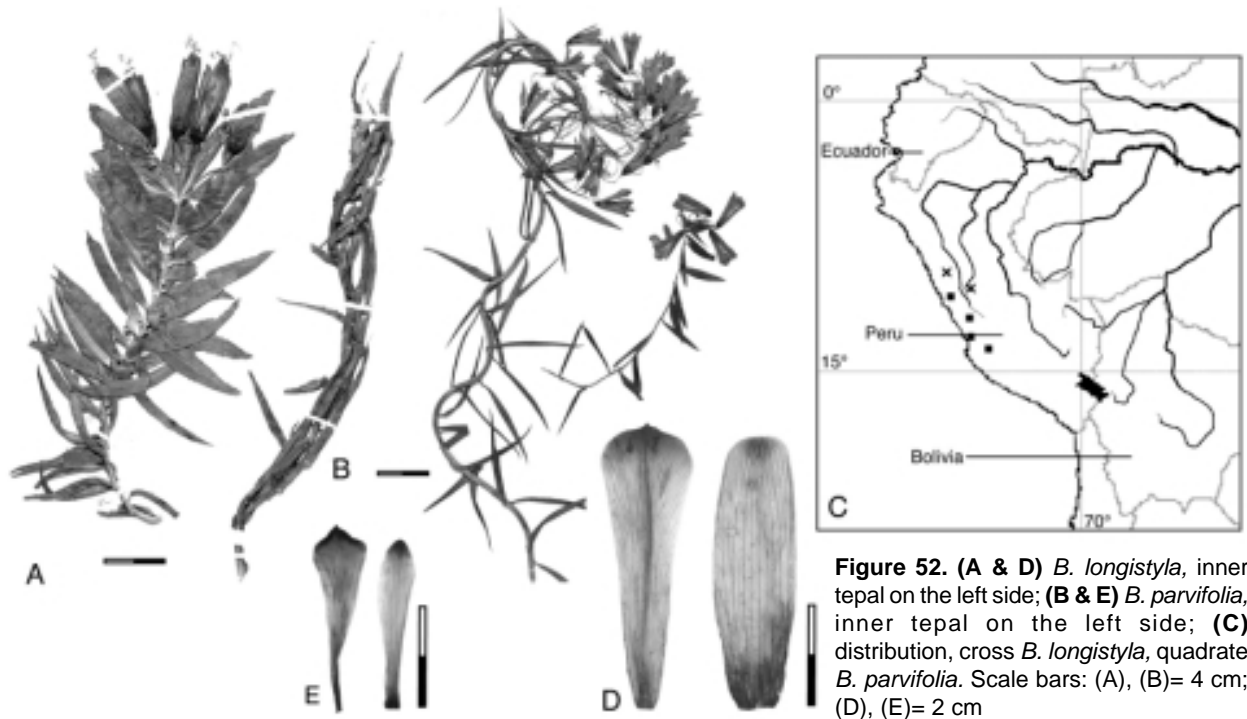 A
B
C
D
E
0°
Ecuador
Peru
15°
Bolivia
70°
Figure 52. (A & D) B. longistyla, inner
tepal on the left side; (B & E) B. parvifolia,
inner tepal on the left side; (C)
distribution, cross B. longistyla, quadrate
B. parvifolia. Scale bars: (A), (B)= 4 cm;
(D), (E)= 2 cm